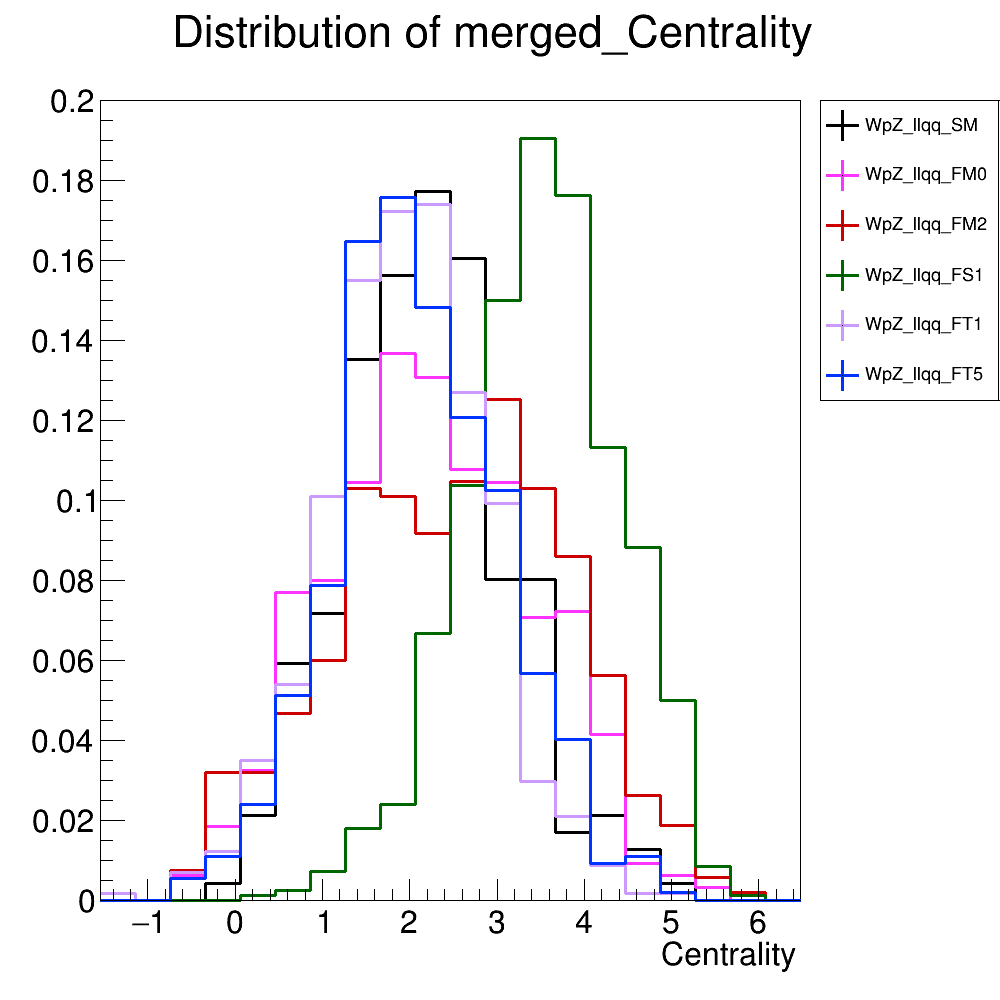 Distribution of merged_Centrality
0.2
0.18
0.16
0.14
0.12
0.1
0.08
0.06
0.04
0.02
0
−1 0 1 2 3 4 5 6
Centrality
WpZ_llqq_SM
WpZ_llqq_FM0
WpZ_llqq_FM2
WpZ_llqq_FS1
WpZ_llqq_FT1
WpZ_llqq_FT5